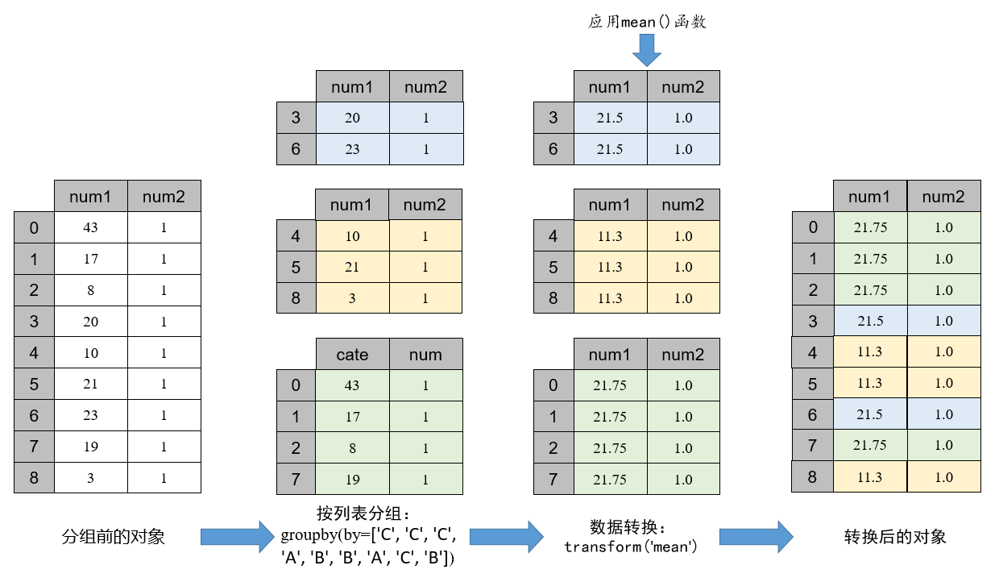 应用mean()函数
num1 num2
3 20 1
6 23 1
num1 num2
3 21.5 1.0
6 21.5 1.0
num1 num2
0 43 1
1 17 1
2 8 1
3 20 1
4 10 1
5 21 1
6 23 1
7 19 1
8 3 1
num1 num2
4 10 1
5 21 1
8 3 1
cate num
0 43 1
1 17 1
2 8 1
7 19 1
num1 num2
4 11.3 1.0
5 11.3 1.0
8 11.3 1.0
num1 num2
0 21.75 1.0
1 21.75 1.0
2 21.75 1.0
7 21.75 1.0
num1 num2
0 21.75 1.0
1 21.75 1.0
2 21.75 1.0
3 21.5 1.0
4 11.3 1.0
5 11.3 1.0
6 21.5 1.0
7 21.75 1.0
8 11.3 1.0
分组前的对象
按列表分组：
groupby(by=['C', 'C', 'C',
'A', 'B', 'B', 'A', 'C', 'B'])
数据转换：
transform('mean')
转换后的对象